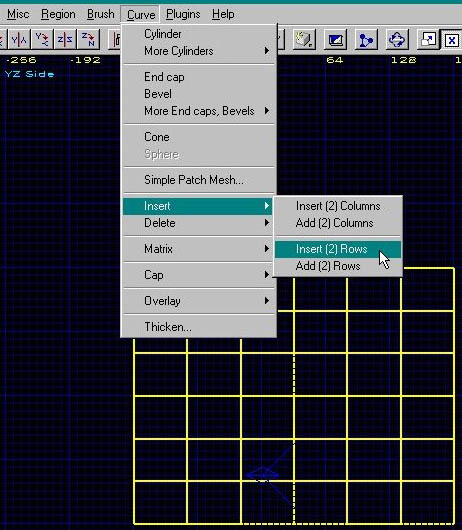 Misc Region Brush Curve Plugins Help
-256 -192 64 128
YZ Side
Cylinder
More Cylinders
End cap
Bevel
More End caps, Bevels
Cone
Sphere
Simple Patch Mesh...
Insert
Insert (2) Columns
Delete
Add (2) Columns
Matrix
Insert (2) Rows
Cap
Add (2) Rows
Overlay
Thicken...